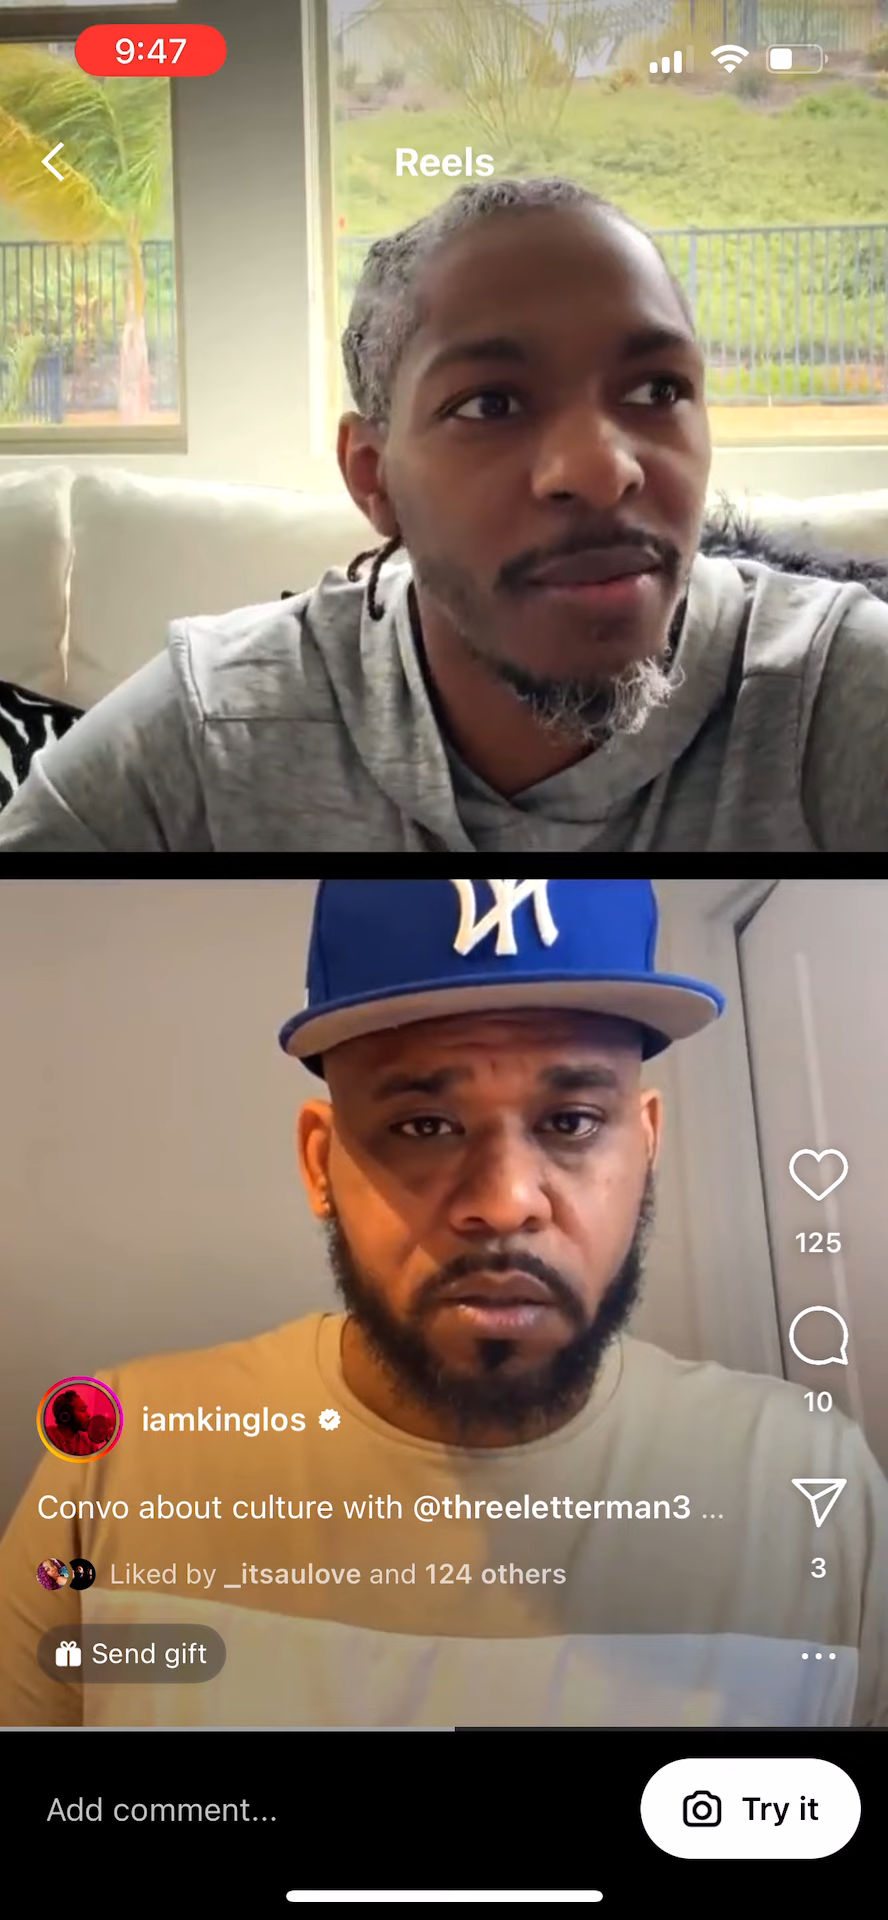 9:47
Reels
NY
125
10
iamkinglos
Convo about culture with @threeletterman3 ...
3
Liked by _itsaulove and 124 others
Send gift
Add comment...
Try it